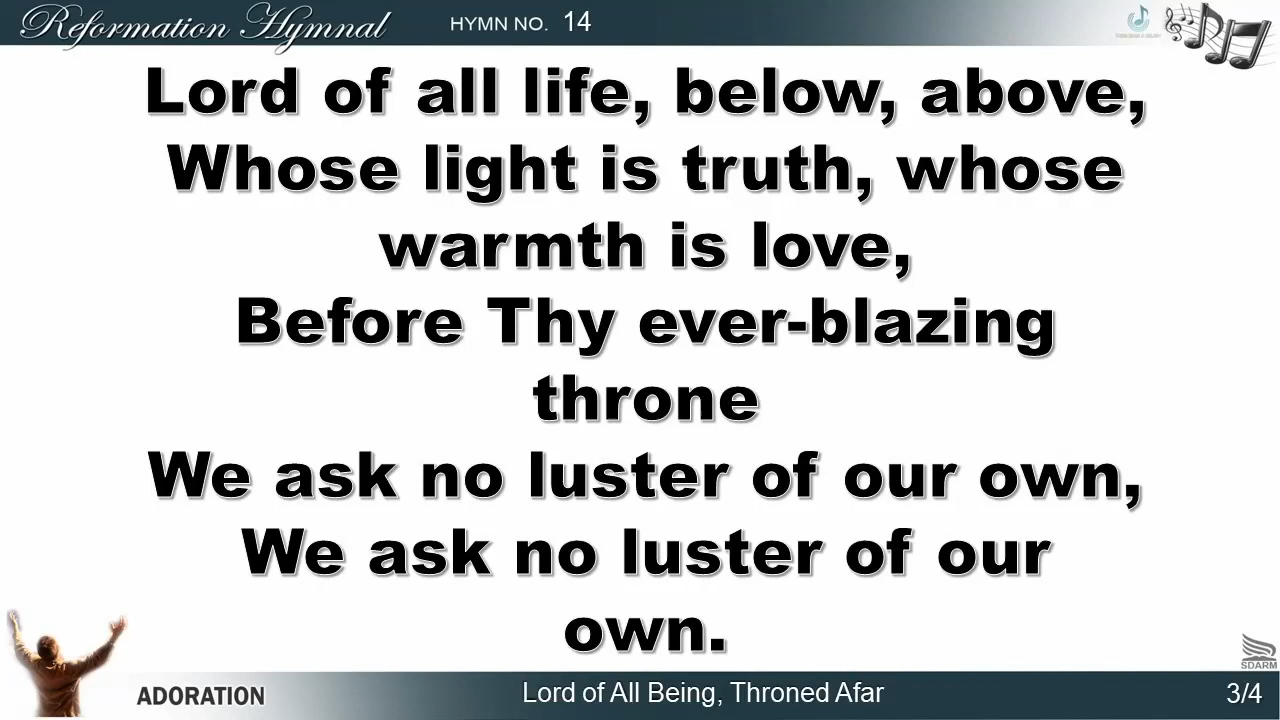 Reformation Hymnal
HYMN NO. 14
Lord of all life, below, above,
Whose light is truth, whose
warmth is love,
Before Thy ever-blazing
throne
We ask no luster of our own,
We ask no luster of our
own.
SDARM
ADORATION
Lord of All Being, Throned Afar
3/4